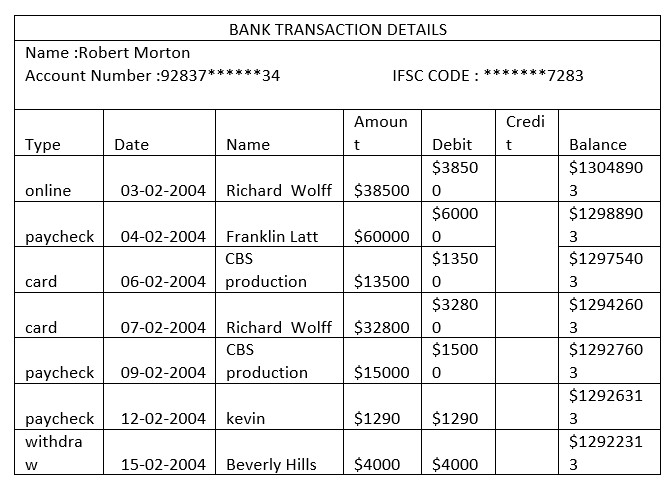 BANK TRANSACTION DETAILS
Name :Robert Morton
Account Number :92837******34 IFSC CODE : *******7283
Type Date Name Amount Debit Credit Balance
online 03-02-2004 Richard Wolff $38500 $38500 $13048903
paycheck 04-02-2004 Franklin Latt $60000 $60000 $12988903
card 06-02-2004 CBS production $13500 $13500 $12975403
card 07-02-2004 Richard Wolff $32800 $32800 $12942603
paycheck 09-02-2004 CBS production $15000 $15000 $12927603
paycheck 12-02-2004 kevin $1290 $1290 $12926313
withdraw 15-02-2004 Beverly Hills $4000 $4000 $12922313